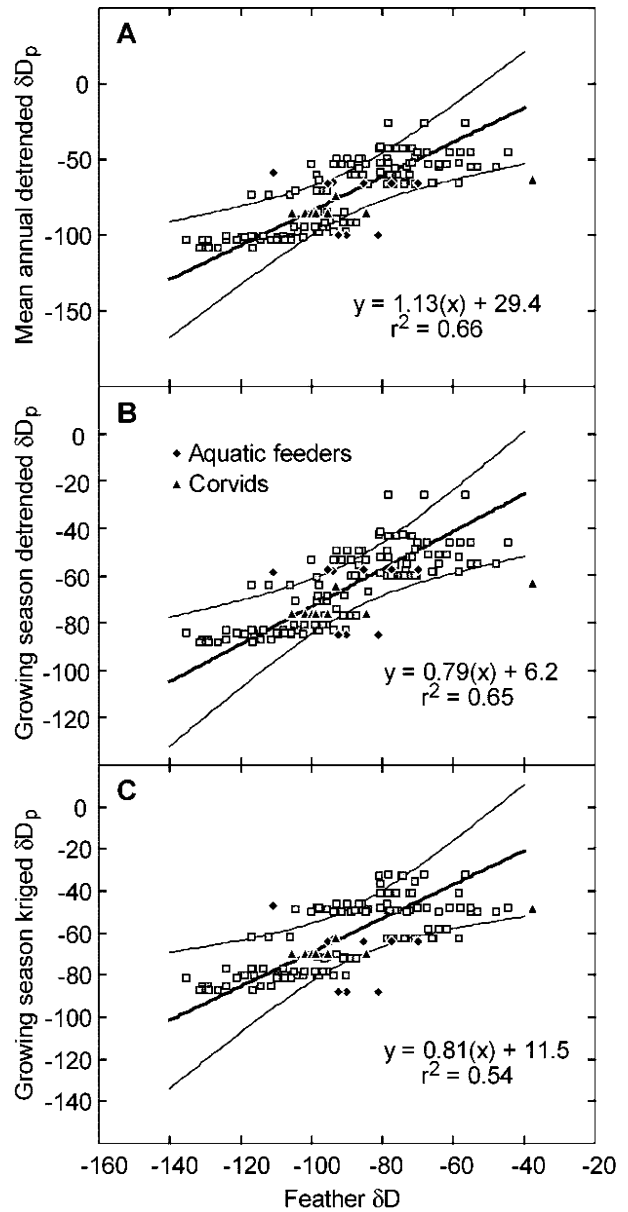 A
Mean annual detrended δDp
0
-50
-100
-150
y = 1.13(x) + 29.4
r² = 0.66
B
Growing season detrended δDp
0
-20
-40
-60
-80
-100
-120
Aquatic feeders
Corvids
y = 0.79(x) + 6.2
r² = 0.65
C
Growing season kriged δDp
0
-20
-40
-60
-80
-100
-120
-140
y = 0.81(x) + 11.5
r² = 0.54
-160 -140 -120 -100 -80 -60 -40 -20
Feather δD